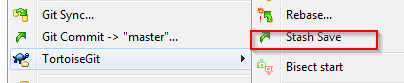 Git Sync...
Git Commit -> "master"...
TortoiseGit
Rebase...
Stash Save
Bisect start